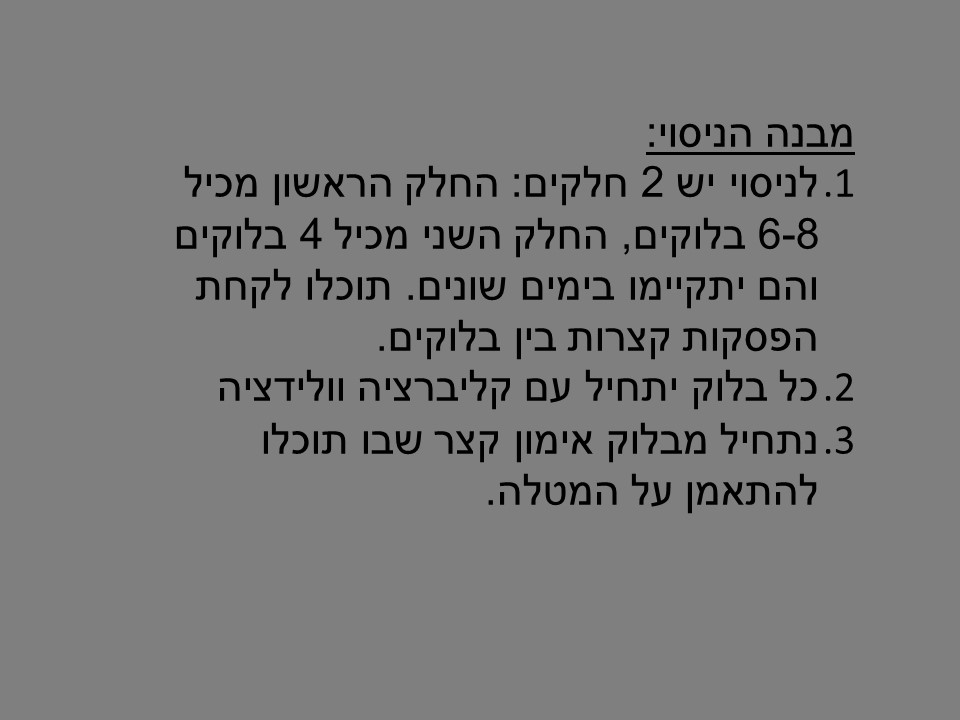 מבנה הניסוי:
1. לניסוי יש 2 חלקים: החלק הראשון מכיל
6-8 בלוקים, החלק השני מכיל 4 בלוקים
והם יתקיימו בימים שונים. תוכלו לקחת
הפסקות קצרות בין בלוקים.
2. כל בלוק יתחיל עם קליברציה וולידציה
3. נתחיל מבלוק אימון קצר שבו תוכלו
להתאמן על המטלה.